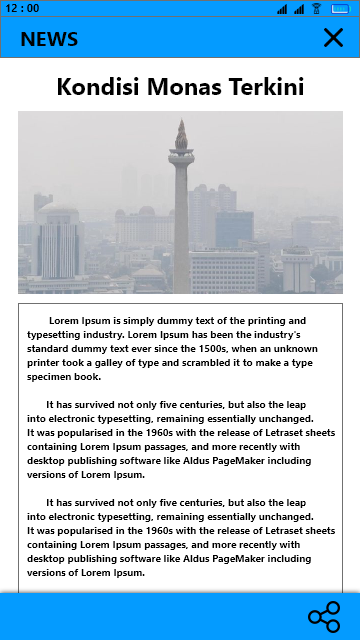 12 : 00
NEWS
Kondisi Monas Terkini
Lorem Ipsum is simply dummy text of the printing and
typesetting industry. Lorem Ipsum has been the industry's
standard dummy text ever since the 1500s, when an unknown
printer took a galley of type and scrambled it to make a type
specimen book.
It has survived not only five centuries, but also the leap
into electronic typesetting, remaining essentially unchanged.
It was popularised in the 1960s with the release of Letraset sheets
containing Lorem Ipsum passages, and more recently with
desktop publishing software like Aldus PageMaker including
versions of Lorem Ipsum.
It has survived not only five centuries, but also the leap
into electronic typesetting, remaining essentially unchanged.
It was popularised in the 1960s with the release of Letraset sheets
containing Lorem Ipsum passages, and more recently with
desktop publishing software like Aldus PageMaker including
versions of Lorem Ipsum.